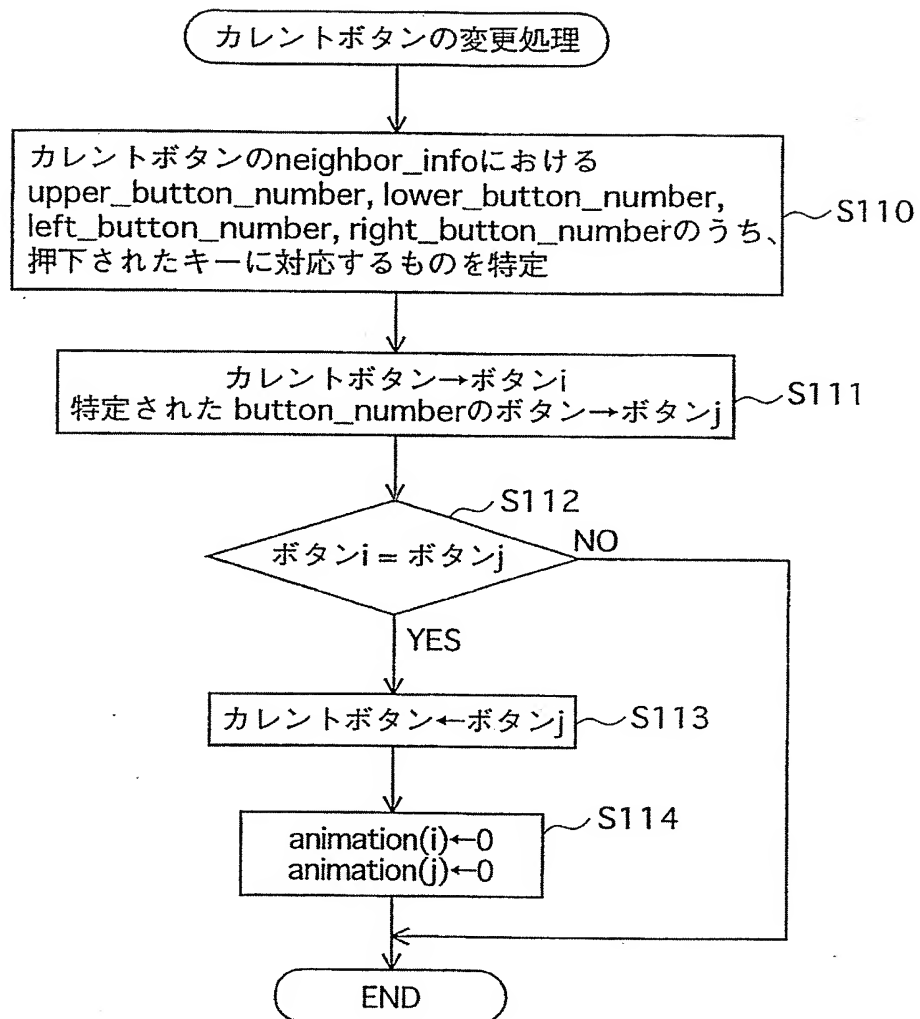 カレントボタンの変更処理
カレントボタンのneighbor_infoにおける
upper_button_number, lower_button_number,
left_button_number, right_button_numberのうち、
押下されたキーに対応するものを特定
S110
カレントボタン→ボタンi
特定された button_numberのボタン→ボタンj
S111
S112
ボタンi = ボタンj
NO
YES
カレントボタン←ボタンj
S113
animation(i)←0
animation(j)←0
S114
END